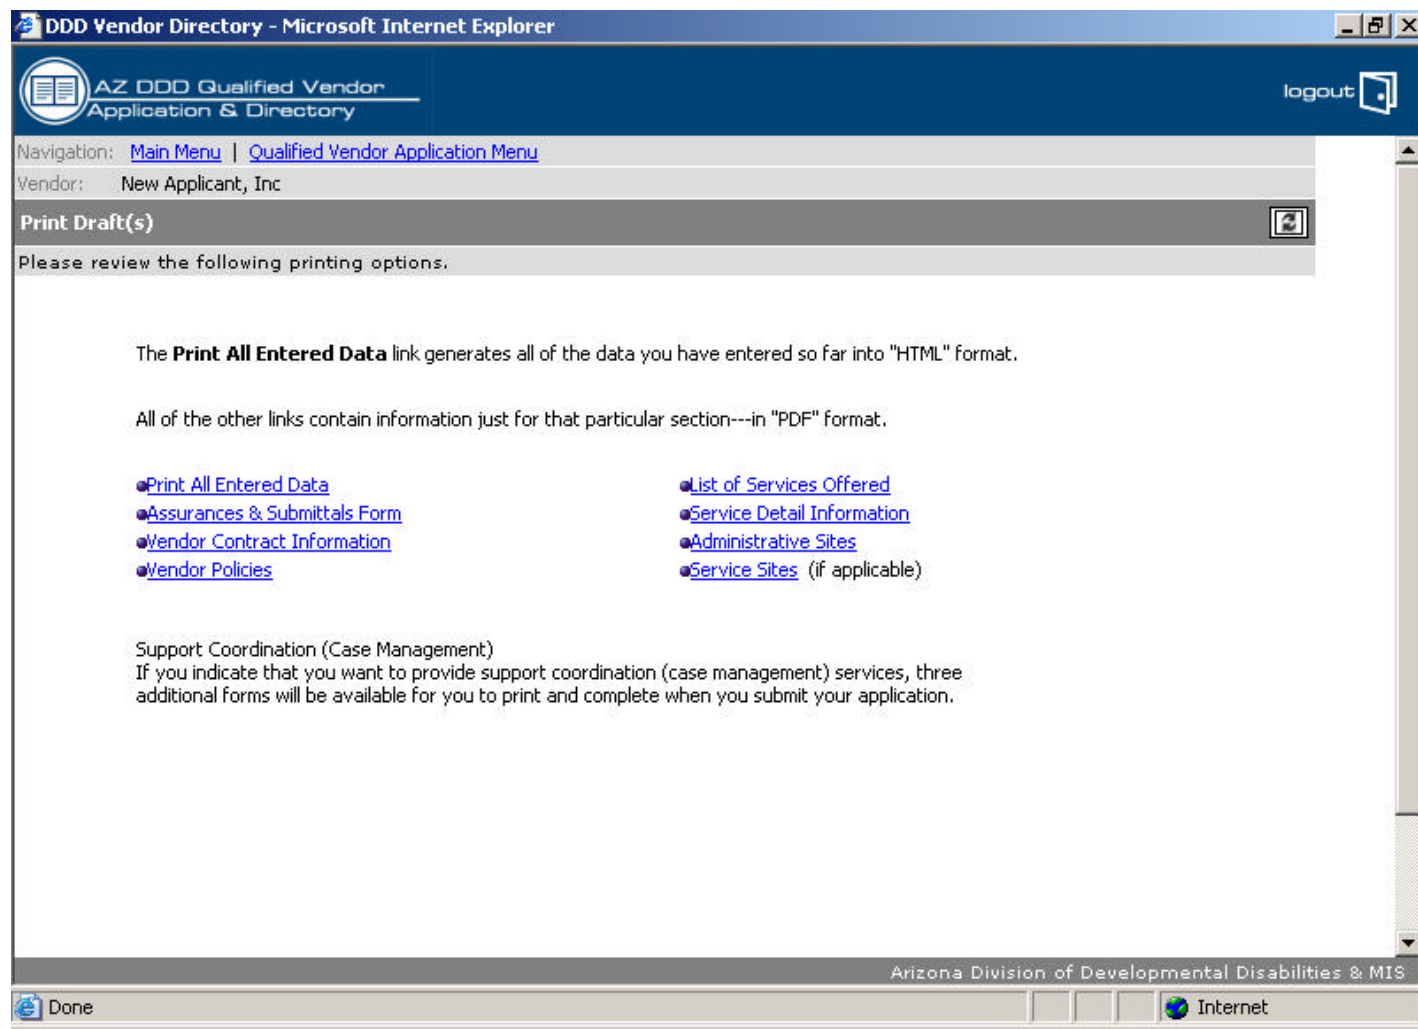 DDD Vendor Directory - Microsoft Internet Explorer
AZ DDD Qualified Vendor
Application & Directory
logout
Navigation: Main Menu | Qualified Vendor Application Menu
Vendor: New Applicant, Inc
Print Draft(s)
Please review the following printing options.
The Print All Entered Data link generates all of the data you have entered so far into "HTML" format.
All of the other links contain information just for that particular section---in "PDF" format.
Print All Entered Data
Assurances & Submittals Form
Vendor Contract Information
Vendor Policies
List of Services Offered
Service Detail Information
Administrative Sites
Service Sites (if applicable)
Support Coordination (Case Management)
If you indicate that you want to provide support coordination (case management) services, three
additional forms will be available for you to print and complete when you submit your application.
Arizona Division of Developmental Disabilities & MIS
Done
Internet